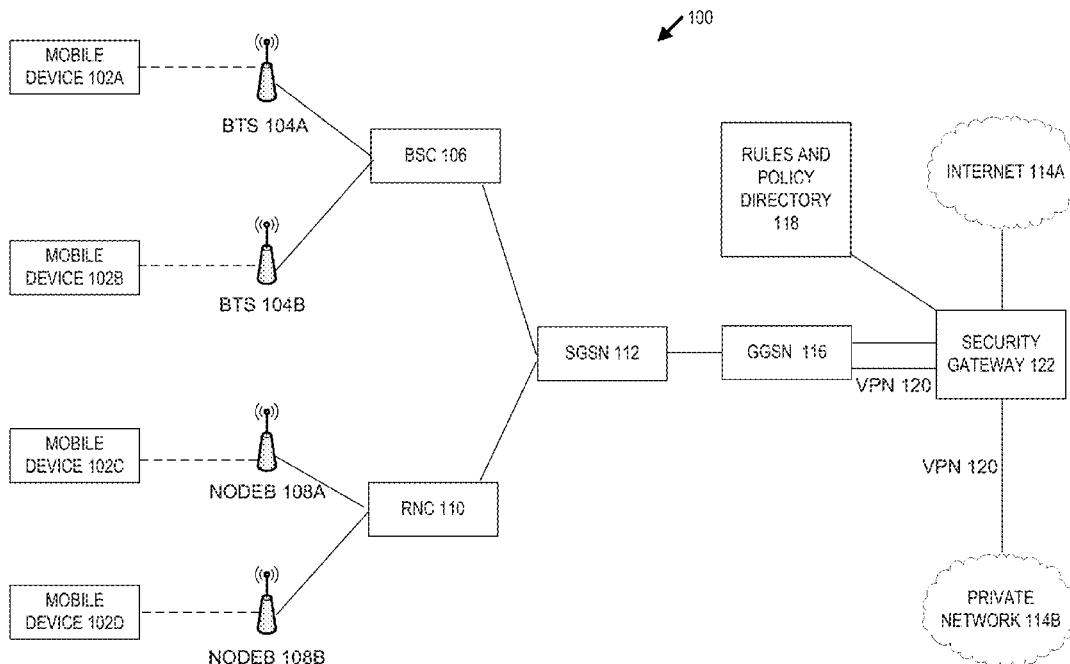 100
MOBILE
DEVICE 102A
BTS 104A
BSC 106
RULES AND
POLICY
DIRECTORY
118
INTERNET 114A
MOBILE
DEVICE 102B
BTS 104B
SGSN 112
GGSN 116
VPN 120
SECURITY
GATEWAY 122
MOBILE
DEVICE 102C
NODEB 108A
RNC 110
VPN 120
MOBILE
DEVICE 102D
NODEB 108B
PRIVATE
NETWORK 114B